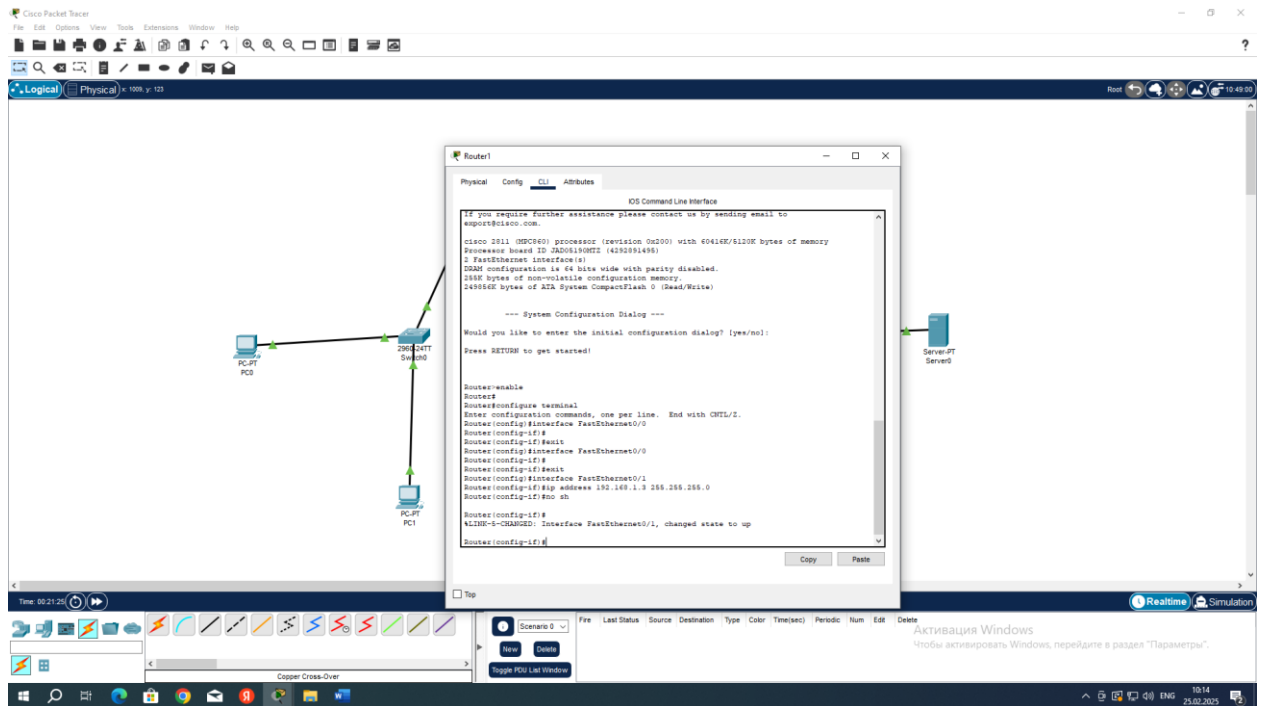 Cisco Packet Tracer
File Edit Options View Tools Extensions Window Help
?
Logical Physical x: 1009, y: 123
Root 10:49:00
Router1
Physical Config CLI Attributes
IOS Command Line Interface
If you require further assistance please contact us by sending email to
export@cisco.com.
cisco 2811 (MPC860) processor (revision 0x200) with 60416K/5120K bytes of memory
Processor board ID JAD05190MTZ (4292891495)
2 FastEthernet interface(s)
DRAM configuration is 64 bits wide with parity disabled.
255K bytes of non-volatile configuration memory.
249856K bytes of ATA System CompactFlash 0 (Read/Write)
--- System Configuration Dialog ---
Would you like to enter the initial configuration dialog? [yes/no]:
Press RETURN to get started!
Router>enable
Router#
Router#configure terminal
Enter configuration commands, one per line. End with CNTL/Z.
Router(config)#interface FastEthernet0/0
Router(config-if)#
Router(config-if)#exit
Router(config)#interface FastEthernet0/0
Router(config-if)#
Router(config-if)#exit
Router(config)#interface FastEthernet0/1
Router(config-if)#ip address 192.168.1.3 255.255.255.0
Router(config-if)#no sh
Router(config-if)#
%LINK-5-CHANGED: Interface FastEthernet0/1, changed state to up
Router(config-if)#
Copy Paste
Top
PC-PT
PC0
2960-24TT
Switch0
PC-PT
PC1
Server-PT
Server0
Time: 00:21:25
Realtime Simulation
Scenario 0
New Delete
Toggle PDU List Window
Fire Last Status Source Destination Type Color Time(sec) Periodic Num Edit Delete
Активация Windows
Чтобы активировать Windows, перейдите в раздел "Параметры".
Copper Cross-Over
ENG
10:14
25.02.2025